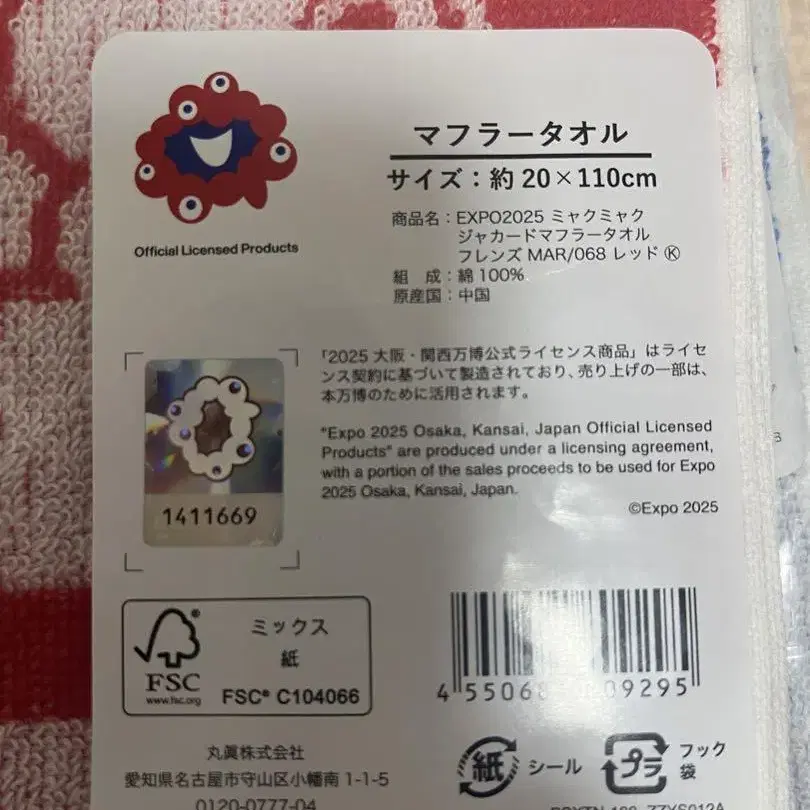 Official Licensed Products
マフラータオル
サイズ：約 20×110cm
商品名：EXPO2025 ミャクミャク
ジャカードマフラータオル
フレンズ MAR/068 レッド Ⓚ
組　成：綿 100%
原産国：中国
「2025 大阪・関西万博公式ライセンス商品」はライセ
ンス契約に基づいて製造されており、売り上げの一部は、
本万博のために活用されます。
"Expo 2025 Osaka, Kansai, Japan Official Licensed
Products" are produced under a licensing agreement,
with a portion of the sales proceeds to be used for Expo
2025 Osaka, Kansai, Japan.
©Expo 2025
1411669
ミックス
紙
FSC
www.fsc.org
FSC® C104066
4 55068 09295
丸眞株式会社
愛知県名古屋市守山区小幡南 1-1-5
0120-0777-04
紙 シール
プラ フック
袋